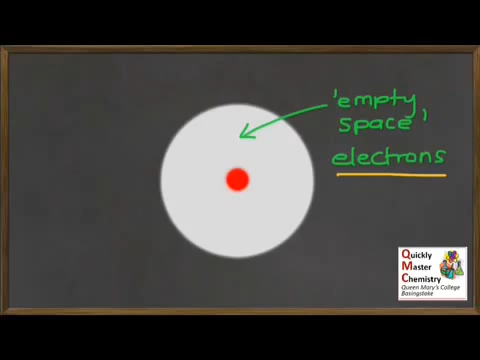 'empty
space'
electrons
Quickly
Master
Chemistry
Queen Mary's College
Basingstoke